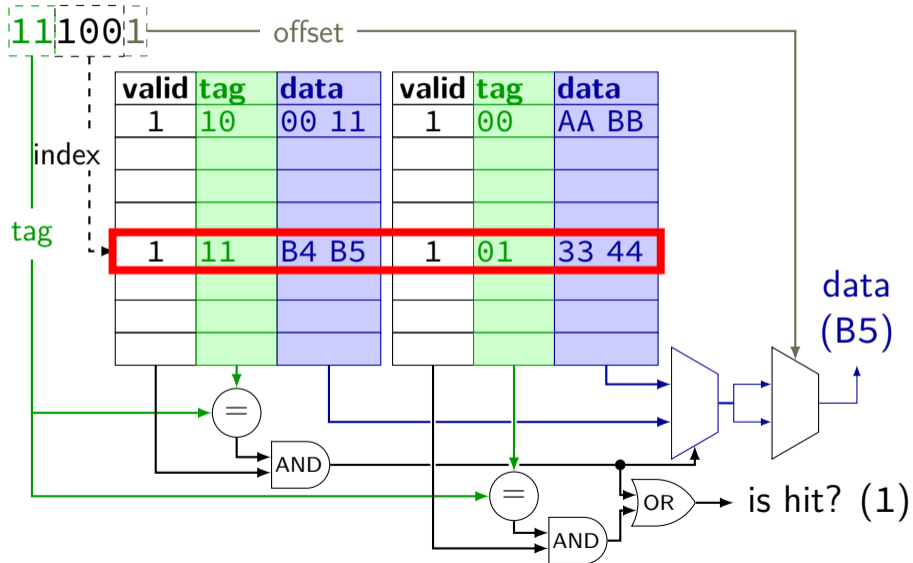 111001
offset
valid tag data valid tag data
1 10 00 11 1 00 AA BB
index
tag
1 11 B4 B5 1 01 33 44
data
(B5)
=
AND
=
OR
is hit? (1)
AND